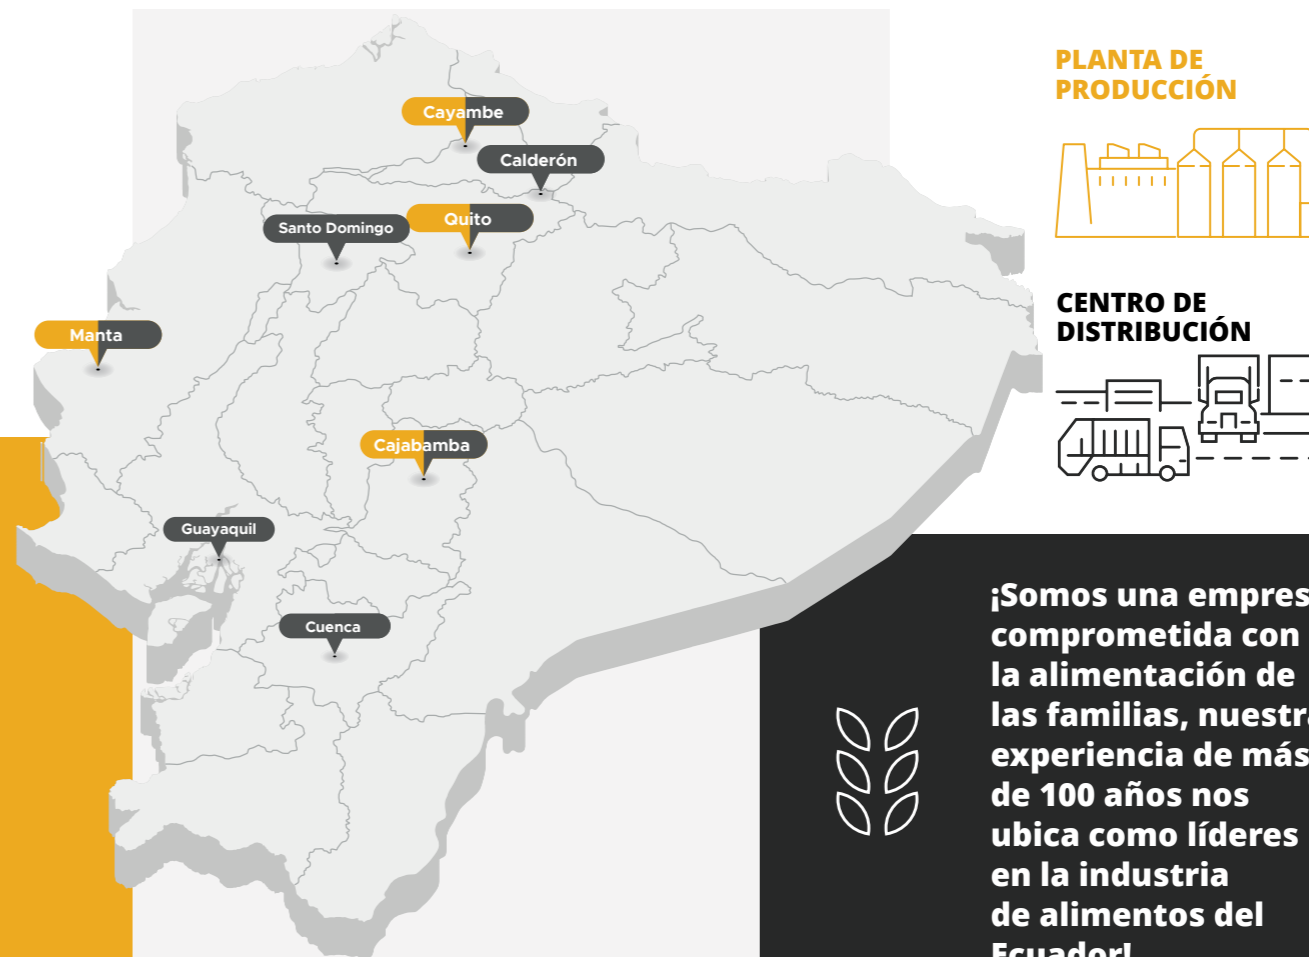 Cayambe
Calderón
Santo Domingo
Quito
Manta
Cajabamba
Guayaquil
Cuenca
PLANTA DE
PRODUCCIÓN
CENTRO DE
DISTRIBUCIÓN
¡Somos una empres
comprometida con
la alimentación de
las familias, nuestra
experiencia de más
de 100 años nos
ubica como líderes
en la industria
de alimentos del
Ecuador!